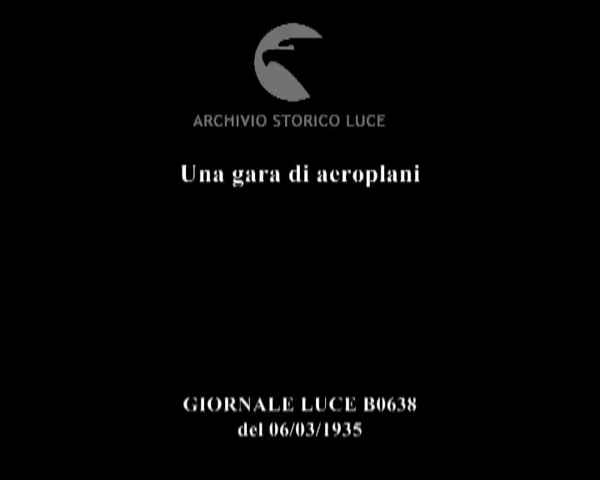 ARCHIVIO STORICO LUCE
Una gara di aeroplani
GIORNALE LUCE B0638
del 06/03/1935